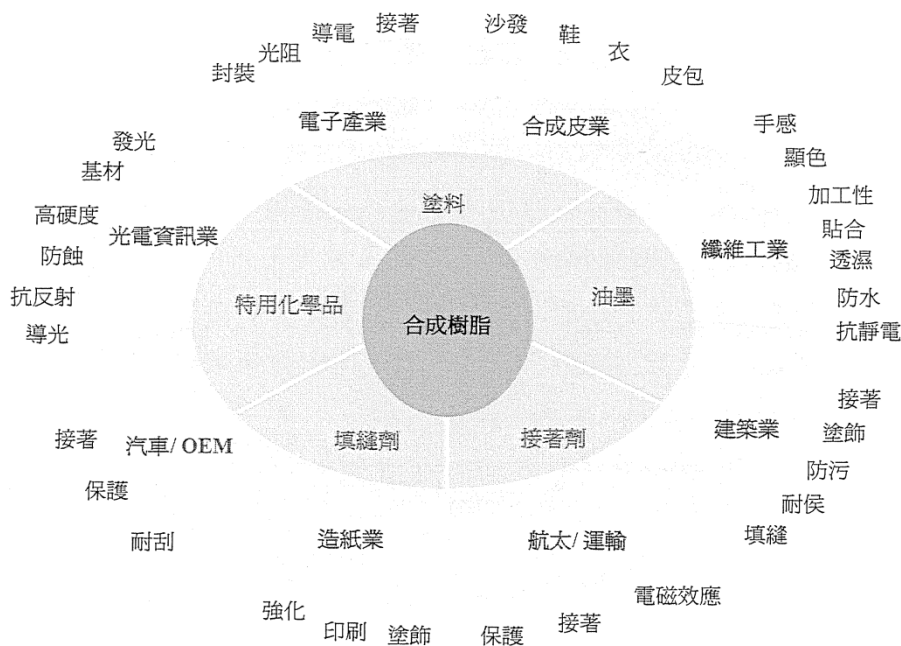 接著
沙發
導電
鞋
光阻
衣
封裝
皮包
電子產業
合成皮業
手感
發光
顯色
基材
加工性
塗料
高硬度
貼合
光電資訊業
纖維工業
防蝕
透濕
抗反射
特用化學品
油墨
防水
合成樹脂
導光
抗靜電
接著
塗飾
建築業
接著
汽車/ OEM
填縫劑
接著劑
防污
保護
耐侯
填縫
耐刮
造紙業
航太/ 運輸
電磁效應
強化
印刷
塗飾
保護
接著